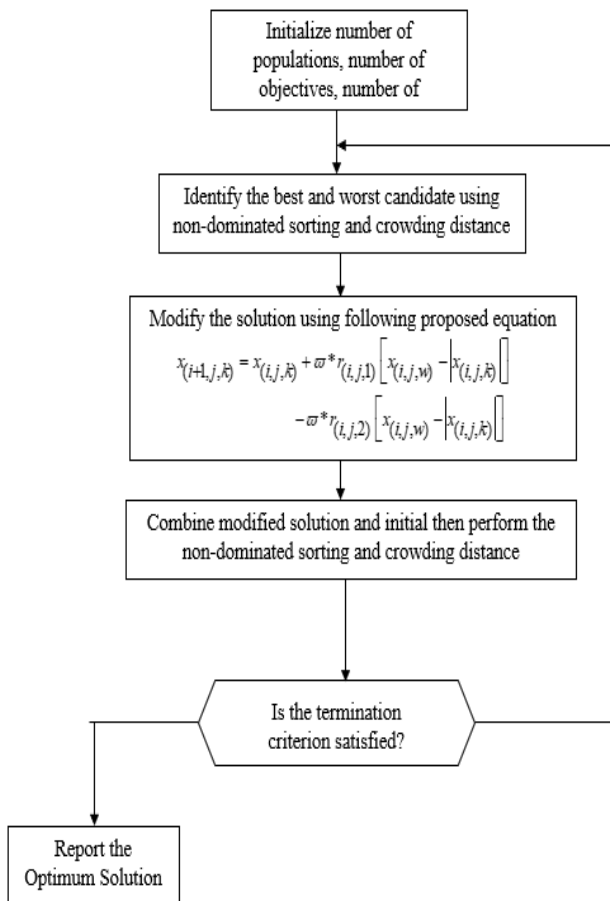 Initialize number of
populations, number of
objectives, number of
Identify the best and worst candidate using
non-dominated sorting and crowding distance
Modify the solution using following proposed equation
x(i+1,j,k) = x(i,j,k) + ϖ*r(i,j,1)[x(i,j,w) − |x(i,j,k)|]
−ϖ*r(i,j,2)[x(i,j,w) − |x(i,j,k)|]
Combine modified solution and initial then perform the
non-dominated sorting and crowding distance
Is the termination
criterion satisfied?
Report the
Optimum Solution